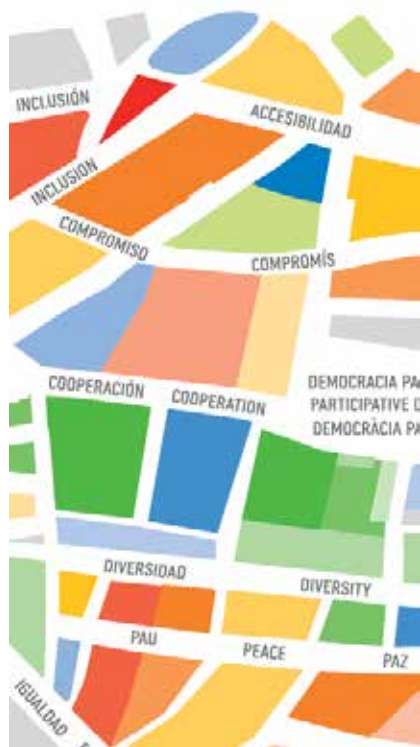 INCLUSIÓN
ACCESIBILIDAD
INCLUSION
COMPROMISO
COMPROMÍS
COOPERACIÓN
COOPERATION
DEMOCRACIA PA
PARTICIPATIVE
DEMOCRÀCIA PA
DIVERSIDAD
DIVERSITY
PAU
PEACE
PAZ
IGUALDAD